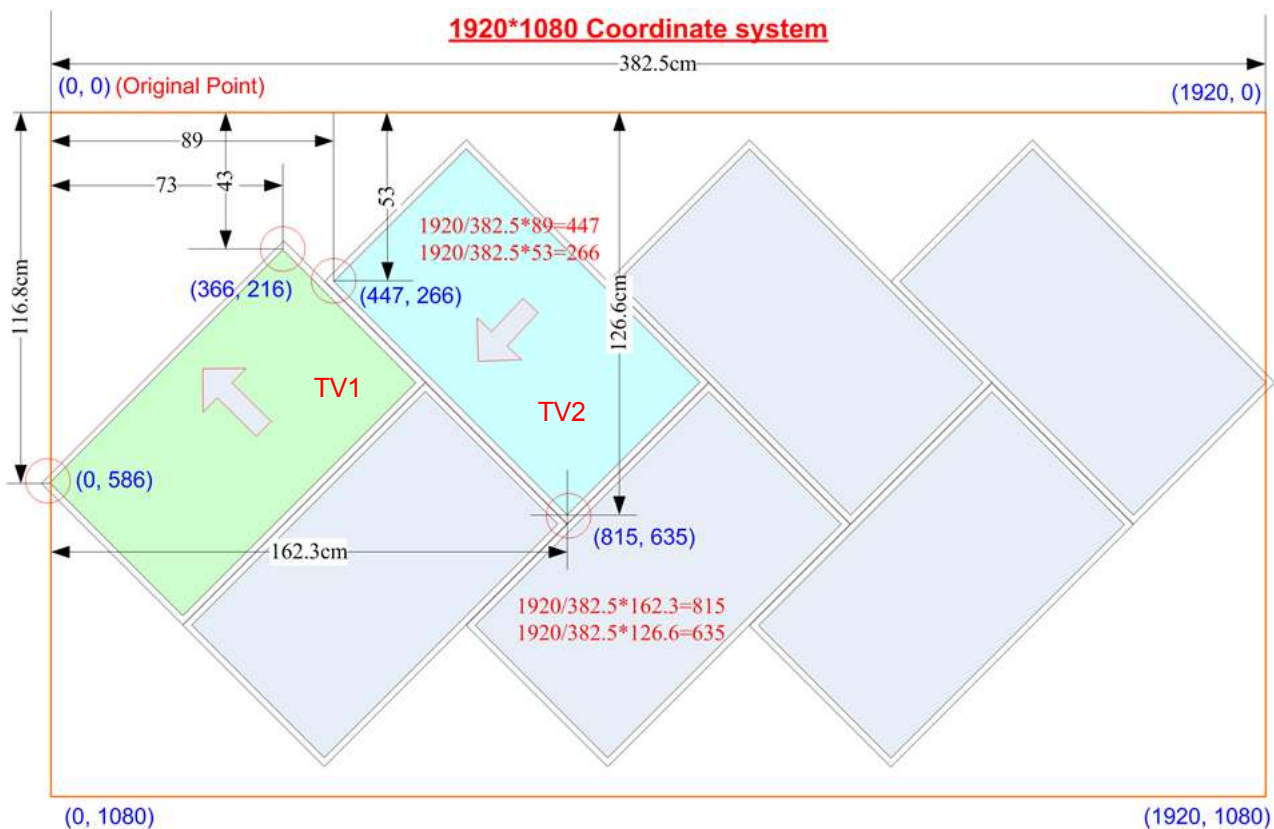 1920*1080 Coordinate system
382.5cm
(0, 0) (Original Point)
(1920, 0)
89
73
43
53
116.8cm
126.6cm
1920/382.5*89=447
1920/382.5*53=266
(366, 216)
(447, 266)
TV1
TV2
(0, 586)
(815, 635)
162.3cm
1920/382.5*162.3=815
1920/382.5*126.6=635
(0, 1080)
(1920, 1080)